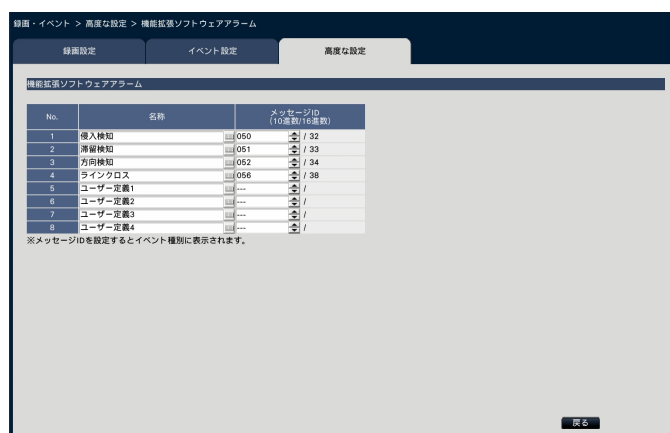 録画・イベント > 高度な設定 > 機能拡張ソフトウェアアラーム
録画設定 イベント設定 高度な設定
機能拡張ソフトウェアアラーム
No. 名称 メッセージID
(10進数/16進数)
1 侵入検知 050 / 32
2 滞留検知 051 / 33
3 方向検知 052 / 34
4 ラインクロス 056 / 38
5 ユーザー定義1 --- /
6 ユーザー定義2 --- /
7 ユーザー定義3 --- /
8 ユーザー定義4 --- /
※メッセージIDを設定するとイベント種別に表示されます。
戻る